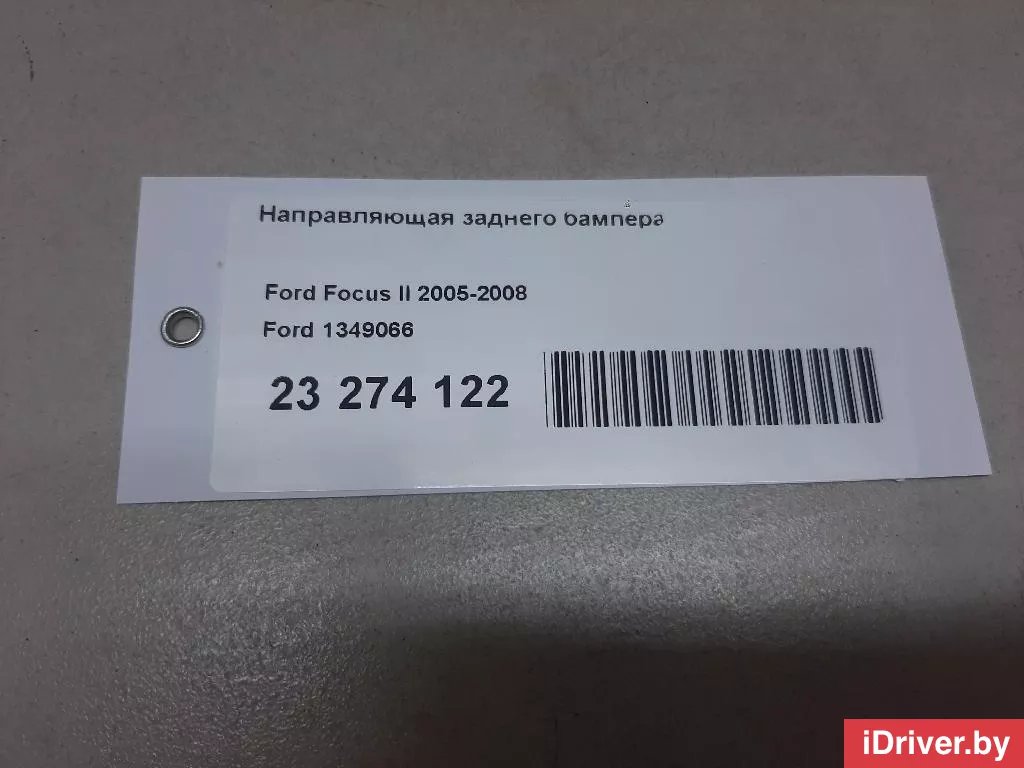 Направляющая заднего бампера
Ford Focus II 2005-2008
Ford 1349066
23 274 122
iDriver.by